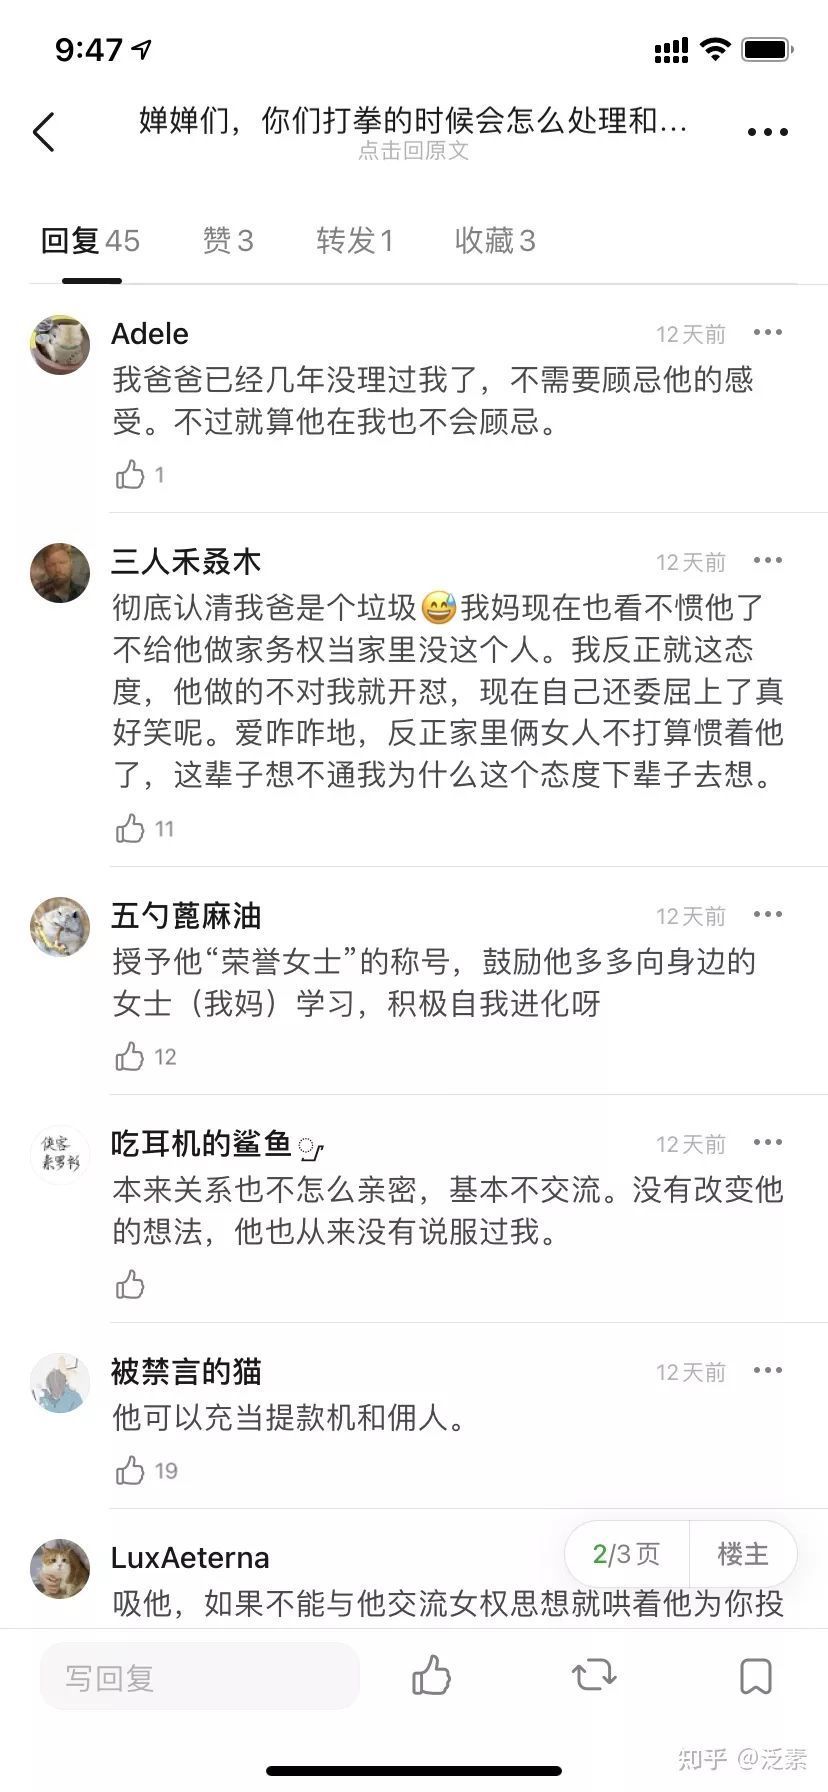 9:47
婵婵们，你们打拳的时候会怎么处理和...
点击回原文
回复 45 赞 3 转发 1 收藏 3
Adele 12天前
我爸爸已经几年没理过我了，不需要顾忌他的感
受。不过就算他在我也不会顾忌。
1
三人禾叒木 12天前
彻底认清我爸是个垃圾😅我妈现在也看不惯他了
不给他做家务权当家里没这个人。我反正就这态
度，他做的不对我就开怼，现在自己还委屈上了真
好笑呢。爱咋咋地，反正家里俩女人不打算惯着他
了，这辈子想不通我为什么这个态度下辈子去想。
11
五勺蓖麻油 12天前
授予他“荣誉女士”的称号，鼓励他多多向身边的
女士（我妈）学习，积极自我进化呀
12
吃耳机的鲨鱼 12天前
本来关系也不怎么亲密，基本不交流。没有改变他
的想法，他也从来没有说服过我。
被禁言的猫 12天前
他可以充当提款机和佣人。
19
LuxAeterna
2/3页 楼主
吸他，如果不能与他交流女权思想就哄着他为你投
写回复
知乎 @泛素